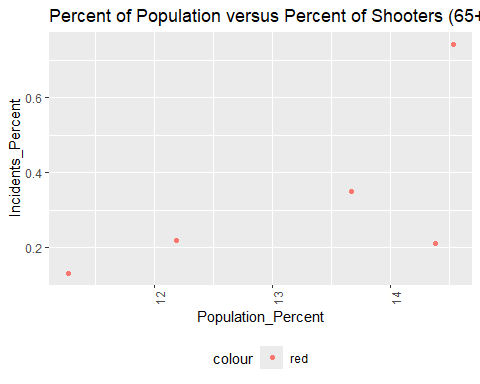 Percent of Population versus Percent of Shooters (65+
Incidents_Percent
0.6
0.4
0.2
12
13
14
Population_Percent
colour
red